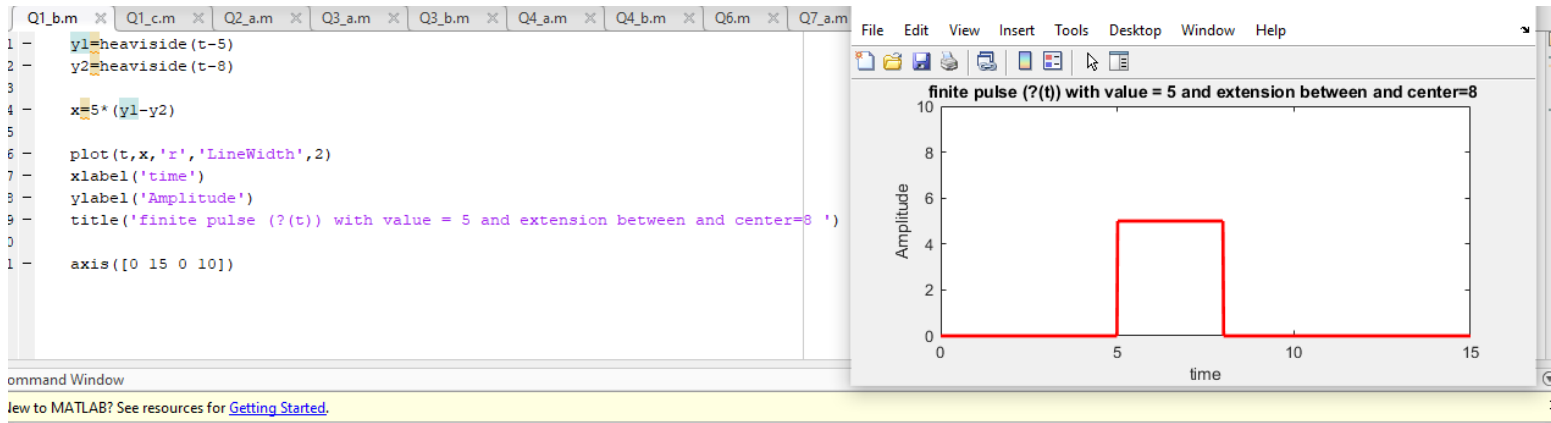 Q1_b.m Q1_c.m Q2_a.m Q3_a.m Q3_b.m Q4_a.m Q4_b.m Q6.m Q7_a.m
1 - y1=heaviside(t-5)
2 - y2=heaviside(t-8)
3
4 - x=5*(y1-y2)
5
6 - plot(t,x,'r','LineWidth',2)
7 - xlabel('time')
8 - ylabel('Amplitude')
9 - title('finite pulse (?(t)) with value = 5 and extension between and center=8 ')
0
1 - axis([0 15 0 10])
ommand Window
New to MATLAB? See resources for Getting Started.
File Edit View Insert Tools Desktop Window Help
finite pulse (?(t)) with value = 5 and extension between and center=8
10
8
6
4
2
0
Amplitude
0 5 10 15
time